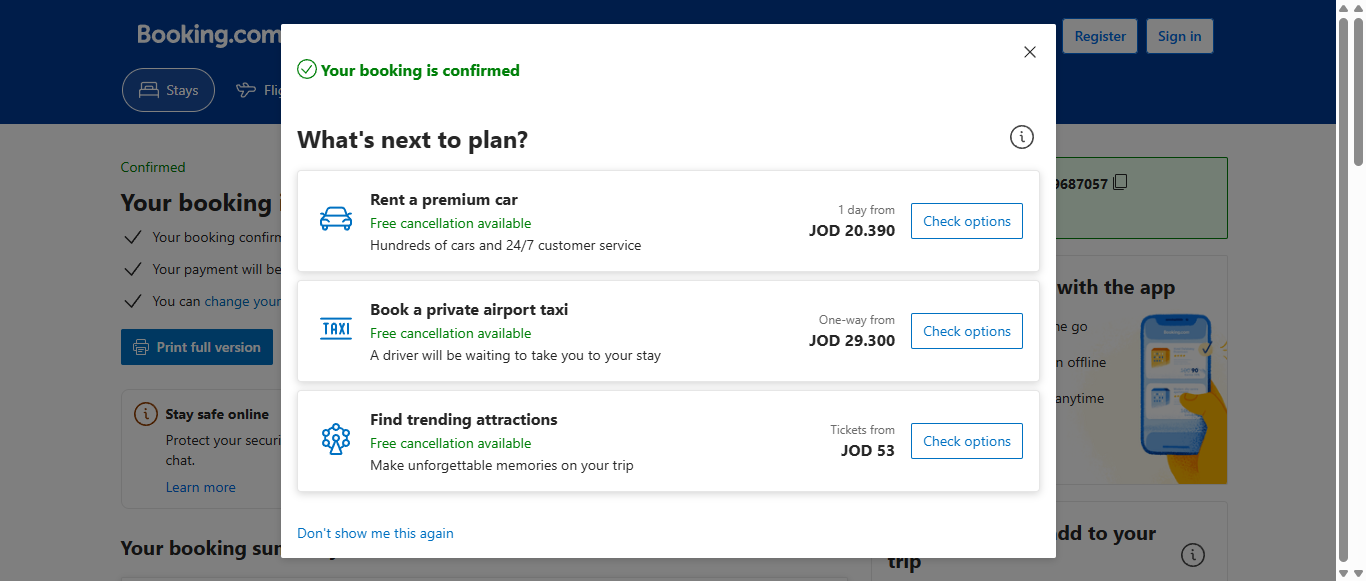 Booking.com
Register
Sign in
Stays
Your booking is confirmed
What's next to plan?
Rent a premium car
Free cancellation available
Hundreds of cars and 24/7 customer service
1 day from
JOD 20.390
Check options
Book a private airport taxi
Free cancellation available
A driver will be waiting to take you to your stay
One-way from
JOD 29.300
Check options
Find trending attractions
Free cancellation available
Make unforgettable memories on your trip
Tickets from
JOD 53
Check options
Don't show me this again
Confirmed
Your booking
Your booking
Your payment will be
You can change your
Print full version
Stay safe online
Protect your
chat.
Learn more
Your booking
9687057
with the app
go
offline
anytime
to your
trip
TAXI